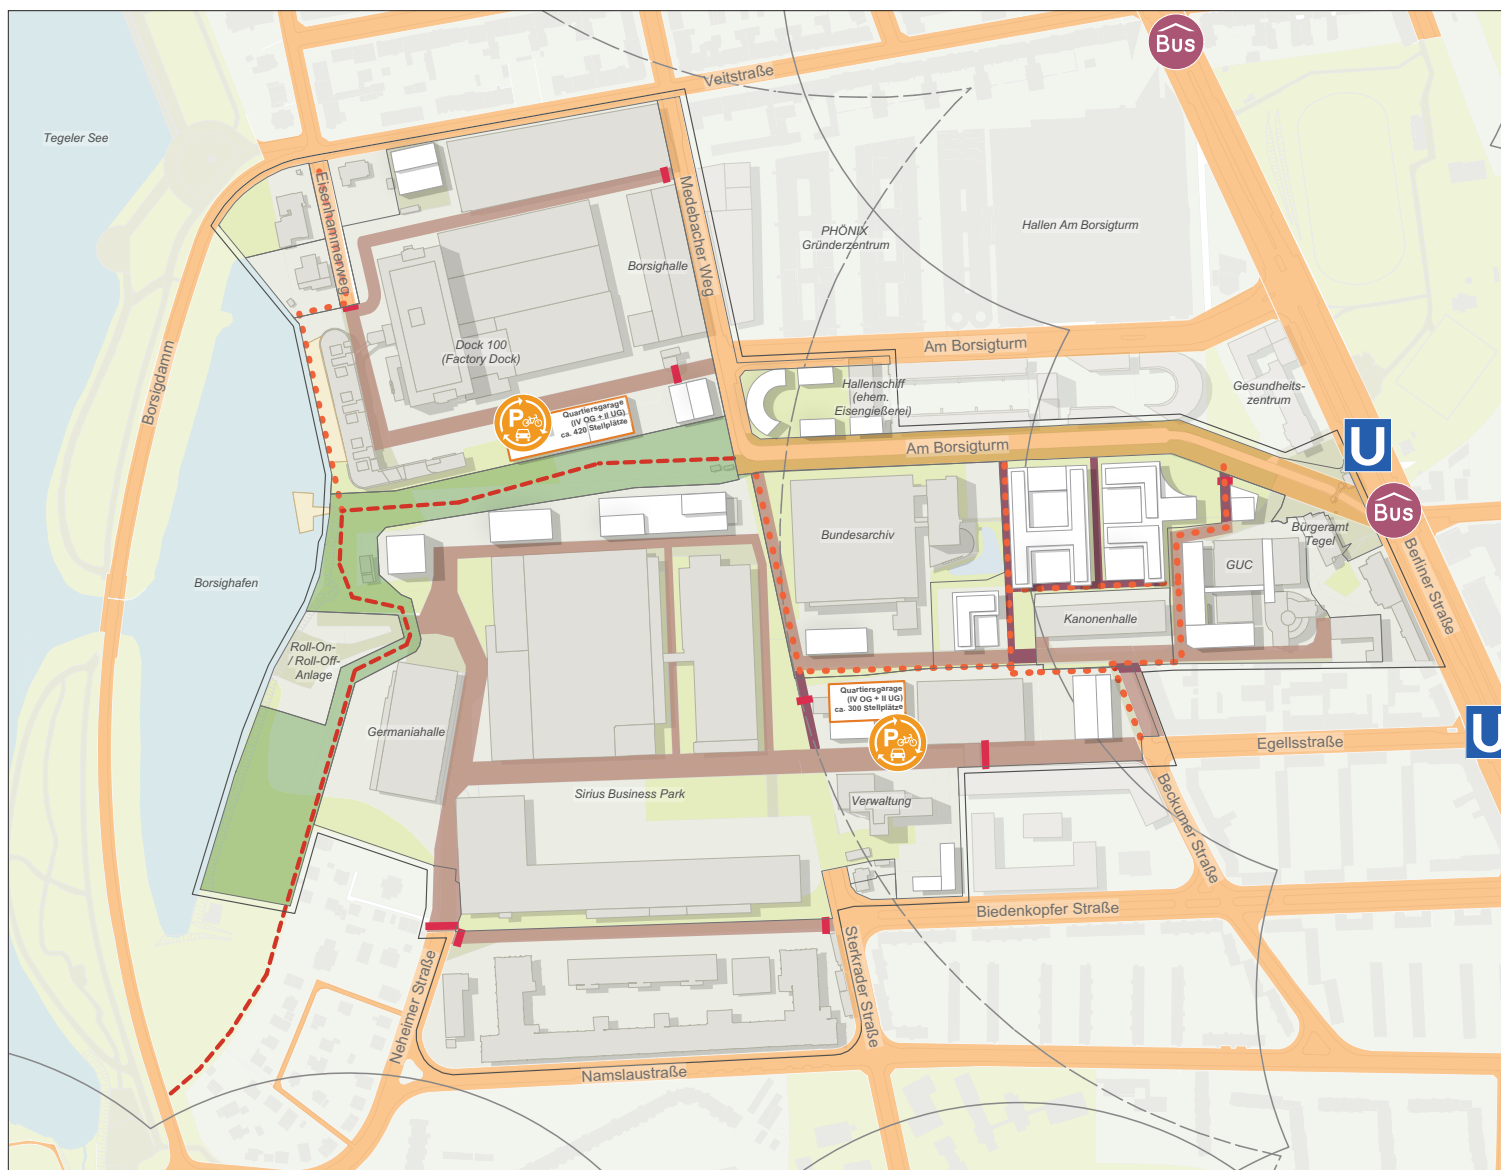 Bus
Veitstraße
Tegeler See
Eisenhammerweg
Medebacher Weg
PHÖNIX
Gründerzentrum
Hallen Am Borsigturm
Borsighalle
Borsigdamm
Dock 100
(Factory Dock)
Am Borsigturm
Hallenschiff
(ehem.
Eisengießerei)
Gesundheits-
zentrum
P
Quartiersgarage
(IV OG + II UG)
ca. 420 Stellplätze
Am Borsigturm
U
Bus
Bundesarchiv
Bürgeramt
Tegel
GUC
Berliner Straße
Borsighafen
Kanonenhalle
Roll-On-
/ Roll-Off-
Anlage
Quartiersgarage
(IV OG + II UG)
ca. 300 Stellplätze
P
Germaniahalle
Egellsstraße
U
Sirius Business Park
Verwaltung
Beckumer Straße
Biedenkopfer Straße
Sterkrader Straße
Neheimer Straße
Namslaustraße